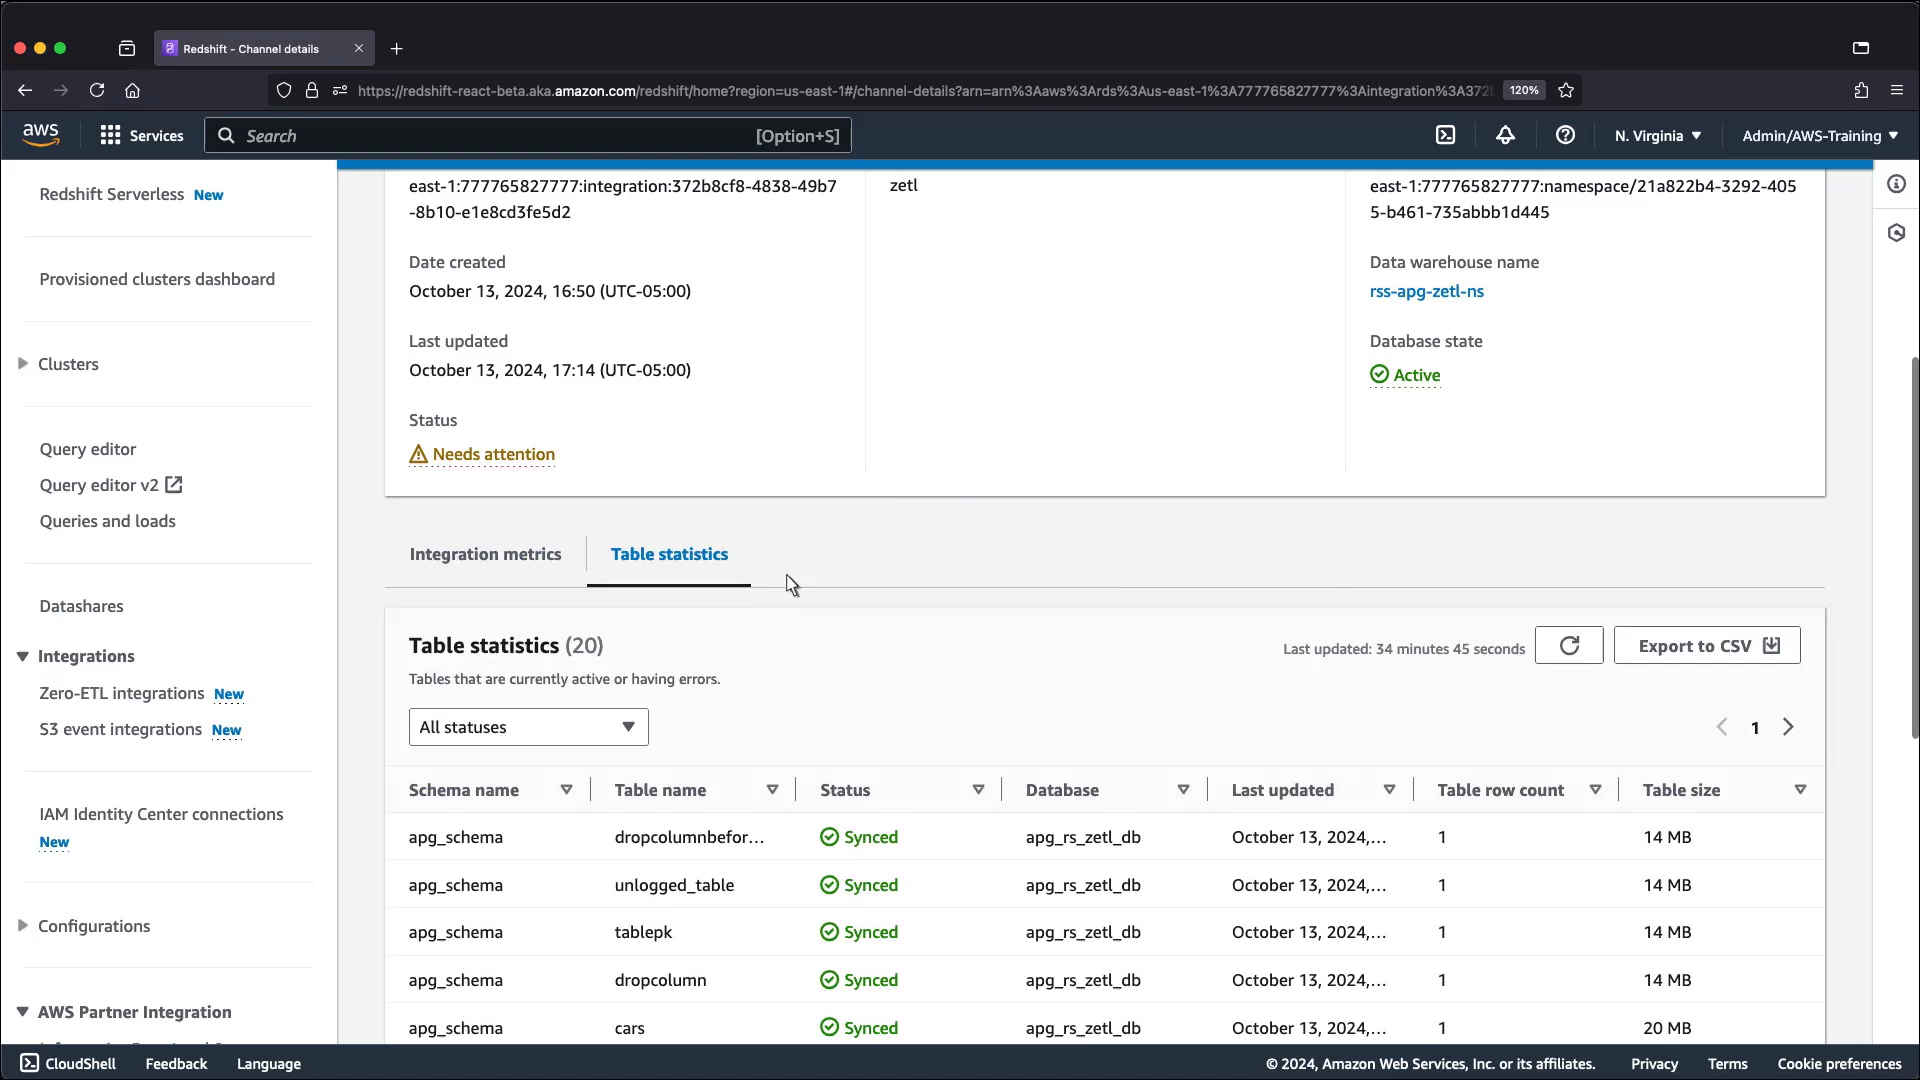 Redshift - Channel details
https://redshift-react-beta.aka.amazon.com/redshift/home?region=us-east-1#/channel-details?arn=arn%3Aaws%3Ards%3Aus-east-1%3A777765827777%3Aintegration%3A372b
120%
aws
Services
Search
[Option+S]
N. Virginia
Admin/AWS-Training
Redshift Serverless New
Provisioned clusters dashboard
Clusters
Query editor
Query editor v2
Queries and loads
Datashares
Integrations
Zero-ETL integrations New
S3 event integrations New
IAM Identity Center connections
New
Configurations
AWS Partner Integration
east-1:777765827777:integration:372b8cf8-4838-49b7
-8b10-e1e8cd3fe5d2
Date created
October 13, 2024, 16:50 (UTC-05:00)
Last updated
October 13, 2024, 17:14 (UTC-05:00)
Status
Needs attention
zetl
east-1:777765827777:namespace/21a822b4-3292-405
5-b461-735abbb1d445
Data warehouse name
rss-apg-zetl-ns
Database state
Active
Integration metrics
Table statistics
Table statistics (20)
Tables that are currently active or having errors.
Last updated: 34 minutes 45 seconds
Export to CSV
All statuses
1
Schema name Table name Status Database Last updated Table row count Table size
apg_schema dropcolumnbefor... Synced apg_rs_zetl_db October 13, 2024,... 1 14 MB
apg_schema unlogged_table Synced apg_rs_zetl_db October 13, 2024,... 1 14 MB
apg_schema tablepk Synced apg_rs_zetl_db October 13, 2024,... 1 14 MB
apg_schema dropcolumn Synced apg_rs_zetl_db October 13, 2024,... 1 14 MB
apg_schema cars Synced apg_rs_zetl_db October 13, 2024,... 1 20 MB
CloudShell
Feedback
Language
© 2024, Amazon Web Services, Inc. or its affiliates.
Privacy
Terms
Cookie preferences